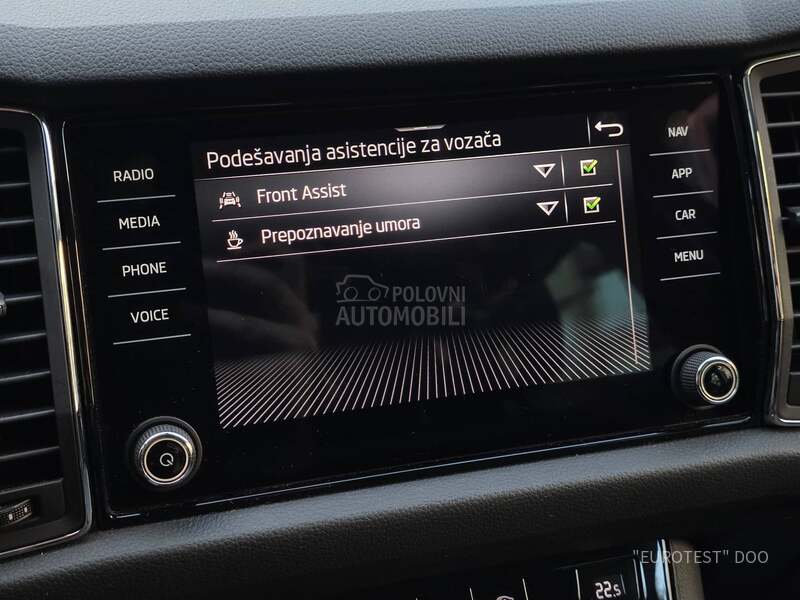 Podešavanja asistencije za vozača
Front Assist
Prepoznavanje umora
RADIO
MEDIA
PHONE
VOICE
NAV
APP
CAR
MENU
POLOVNI
AUTOMOBILI
"EUROTEST" DOO
22.5